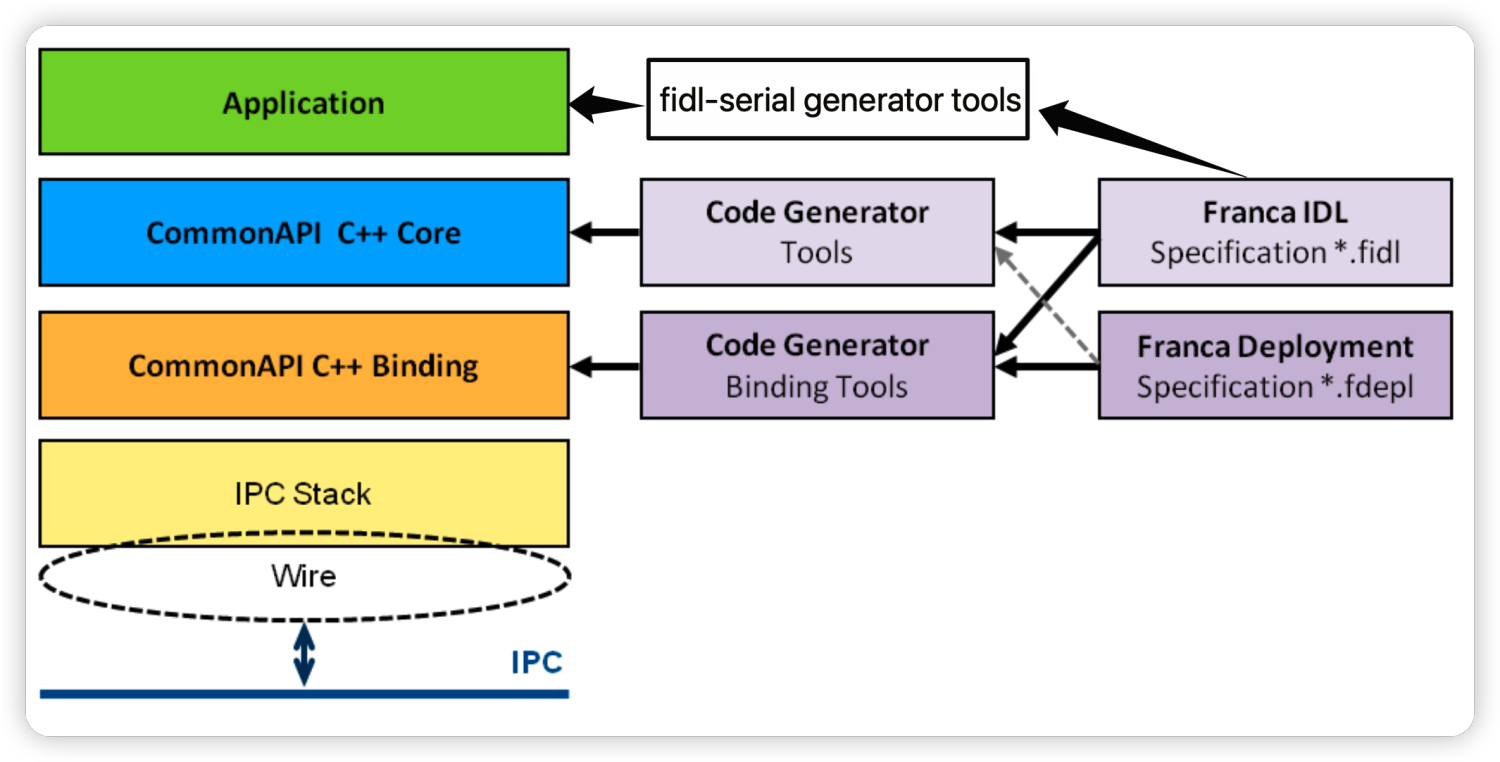 Application
fidl-serial generator tools
CommonAPI C++ Core
Code Generator
Tools
Franca IDL
Specification *.fidl
CommonAPI C++ Binding
Code Generator
Binding Tools
Franca Deployment
Specification *.fdepl
IPC Stack
Wire
IPC